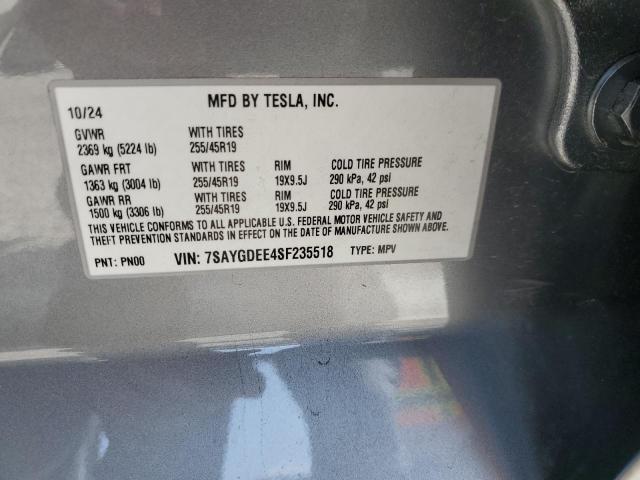 10/24 MFD BY TESLA, INC.
GVWR WITH TIRES
2369 kg (5224 lb) 255/45R19
GAWR FRT WITH TIRES RIM COLD TIRE PRESSURE
1363 kg (3004 lb) 255/45R19 19X9.5J 290 kPa, 42 psi
GAWR RR WITH TIRES RIM COLD TIRE PRESSURE
1500 kg (3306 lb) 255/45R19 19X9.5J 290 kPa, 42 psi
THIS VEHICLE CONFORMS TO ALL APPLICABLE U.S. FEDERAL MOTOR VEHICLE SAFETY AND
THEFT PREVENTION STANDARDS IN EFFECT ON THE DATE OF MANUFACTURE SHOWN ABOVE.
PNT: PN00 VIN: 7SAYGDEE4SF235518 TYPE: MPV